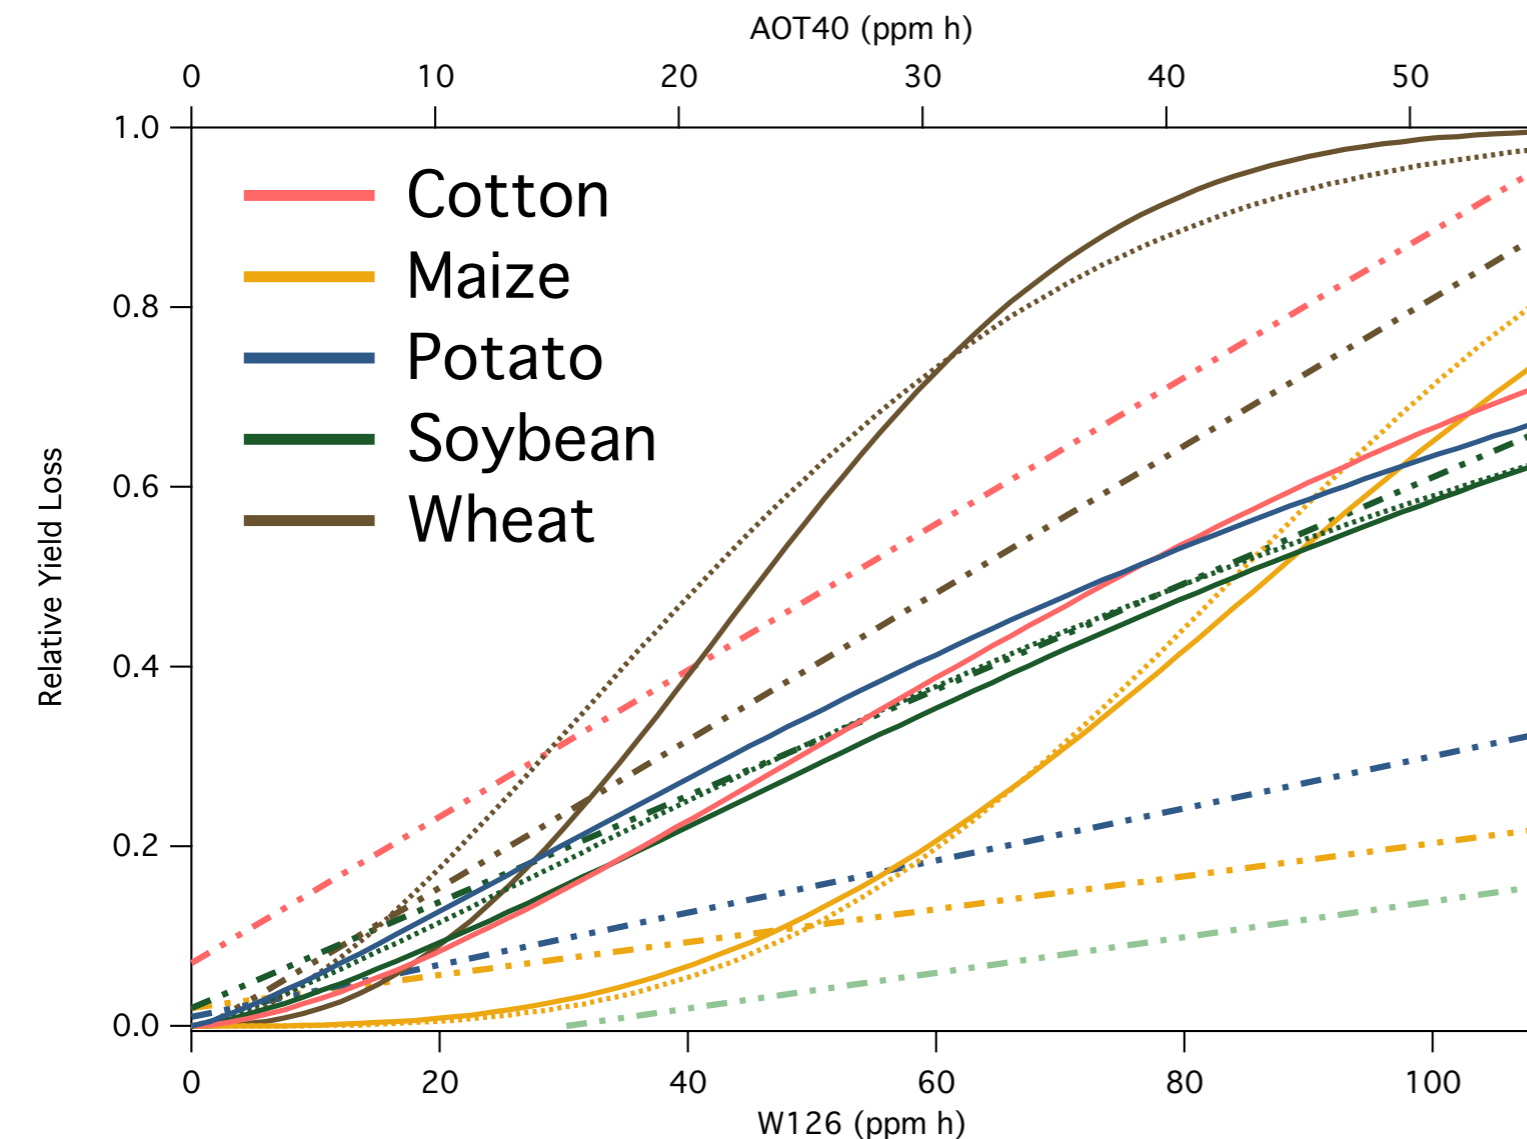 AOT40 (ppm h)
0 10 20 30 40 50
1.0
0.8
0.6
0.4
0.2
0.0
Relative Yield Loss
Cotton
Maize
Potato
Soybean
Wheat
0 20 40 60 80 100
W126 (ppm h)